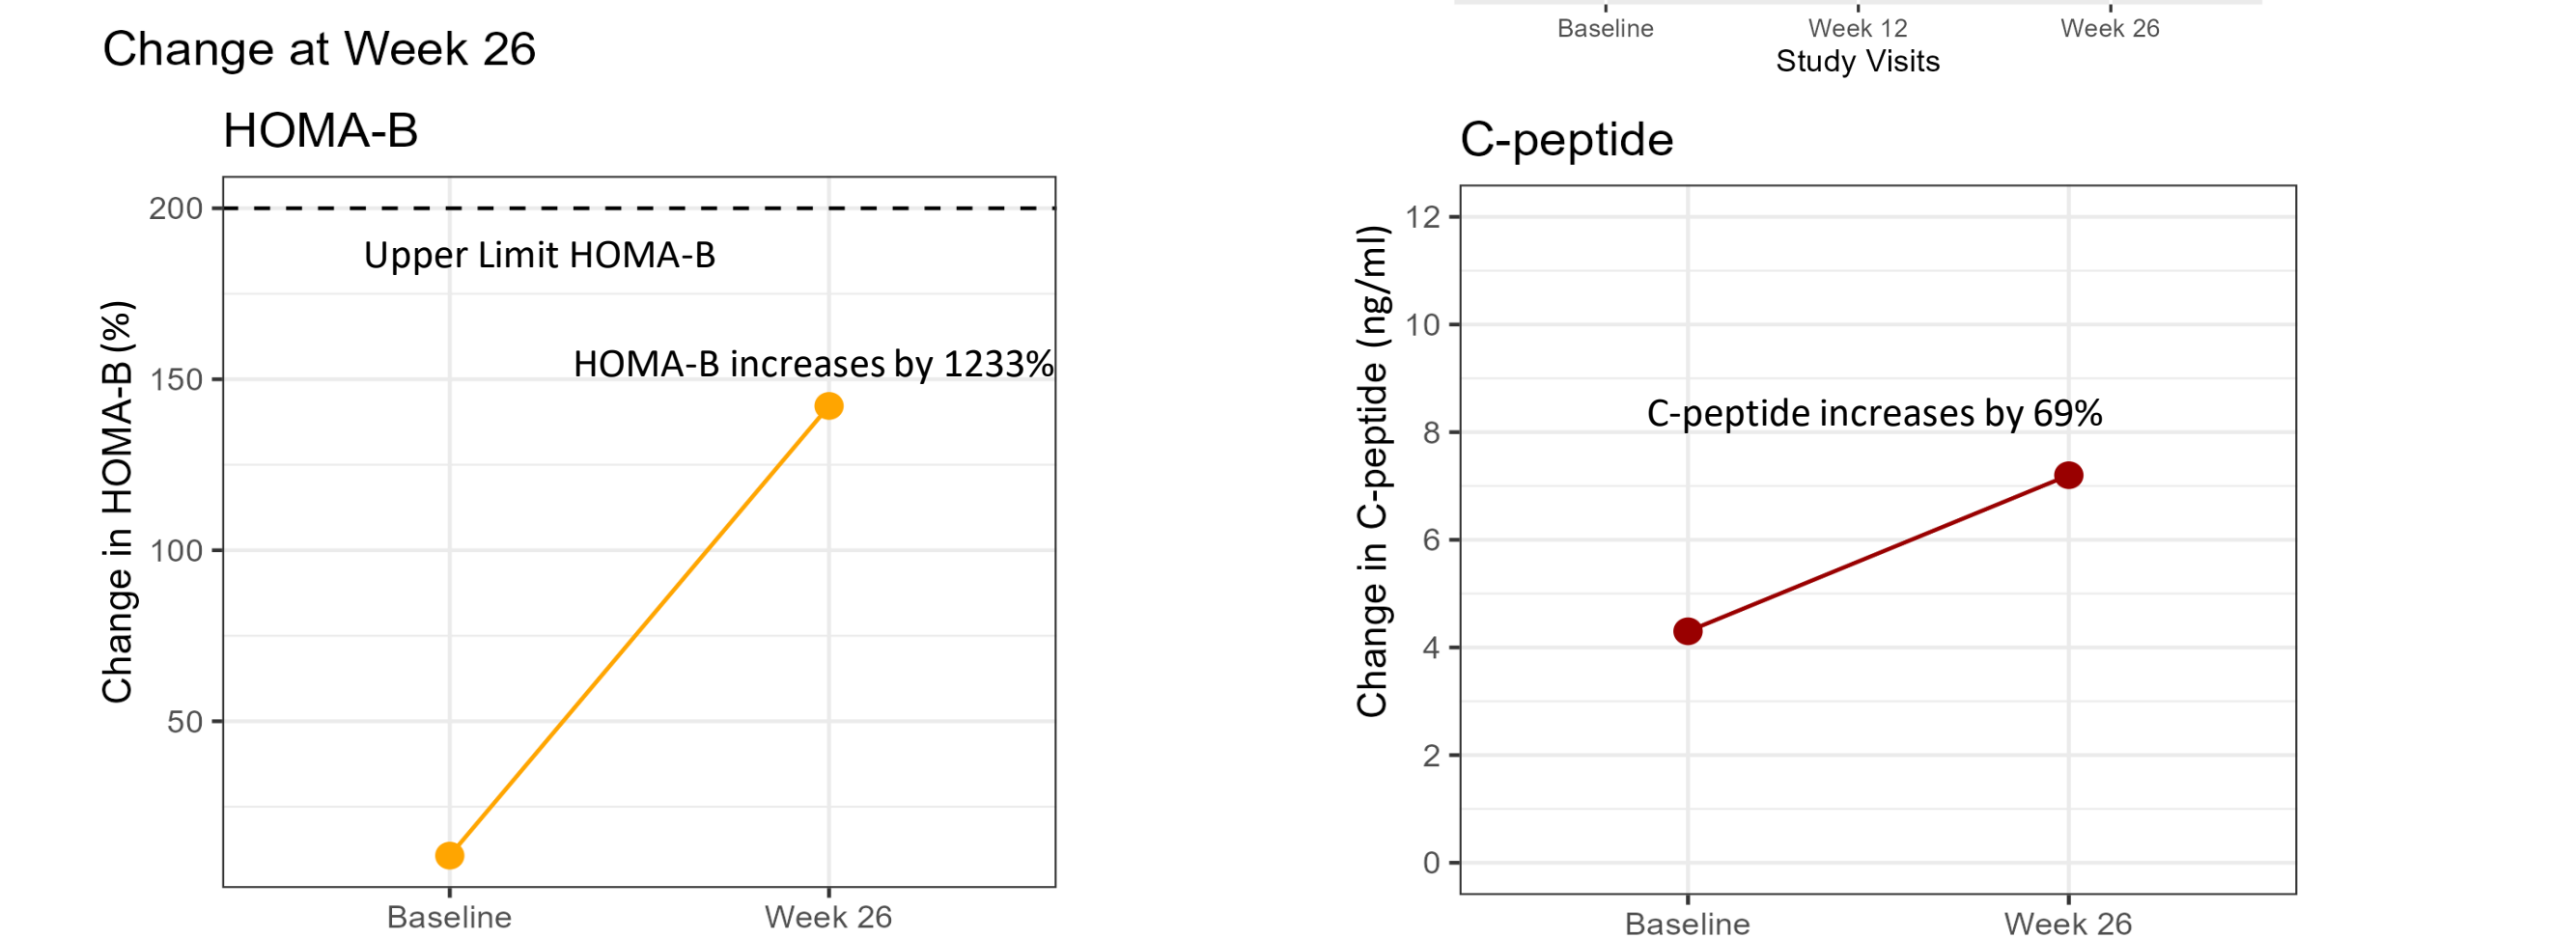 Baseline Week 12 Week 26
Study Visits
Change at Week 26
HOMA-B
200
150
100
50
Change in HOMA-B (%)
Upper Limit HOMA-B
HOMA-B increases by 1233%
Baseline Week 26
C-peptide
12
10
8
6
4
2
0
Change in C-peptide (ng/ml)
C-peptide increases by 69%
Baseline Week 26